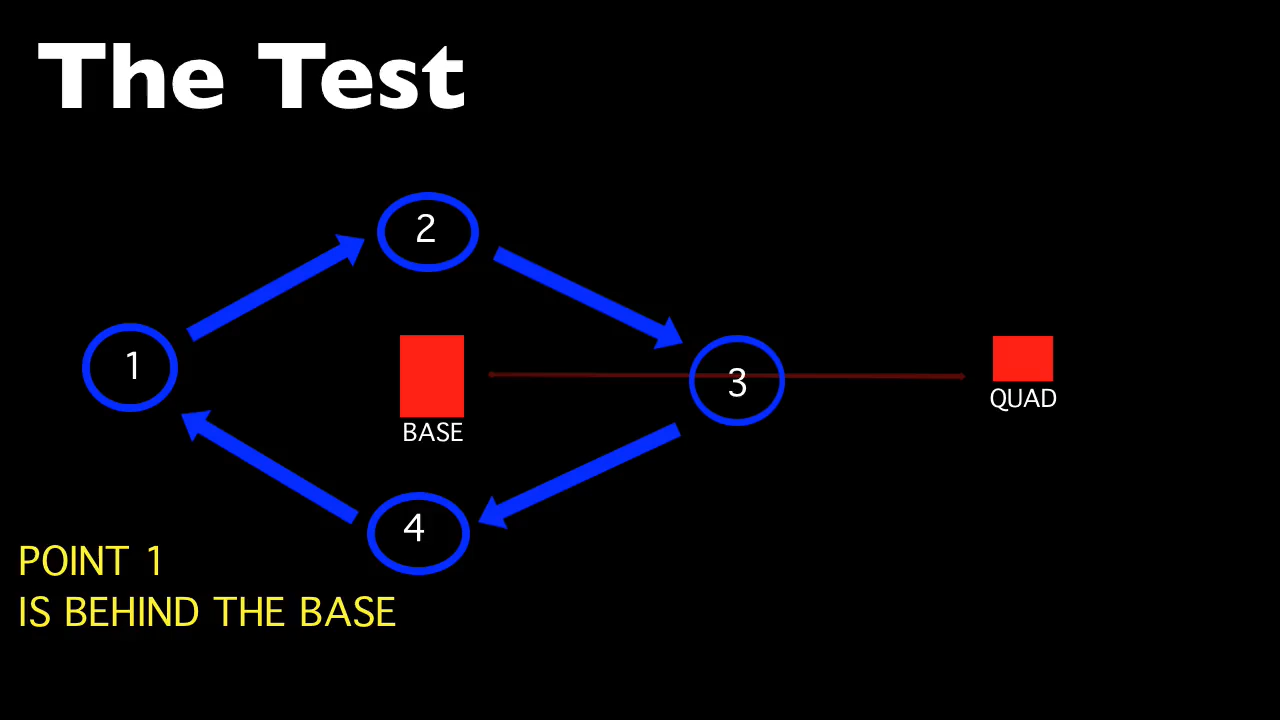 The Test
2
1
3
QUAD
BASE
4
POINT 1
IS BEHIND THE BASE